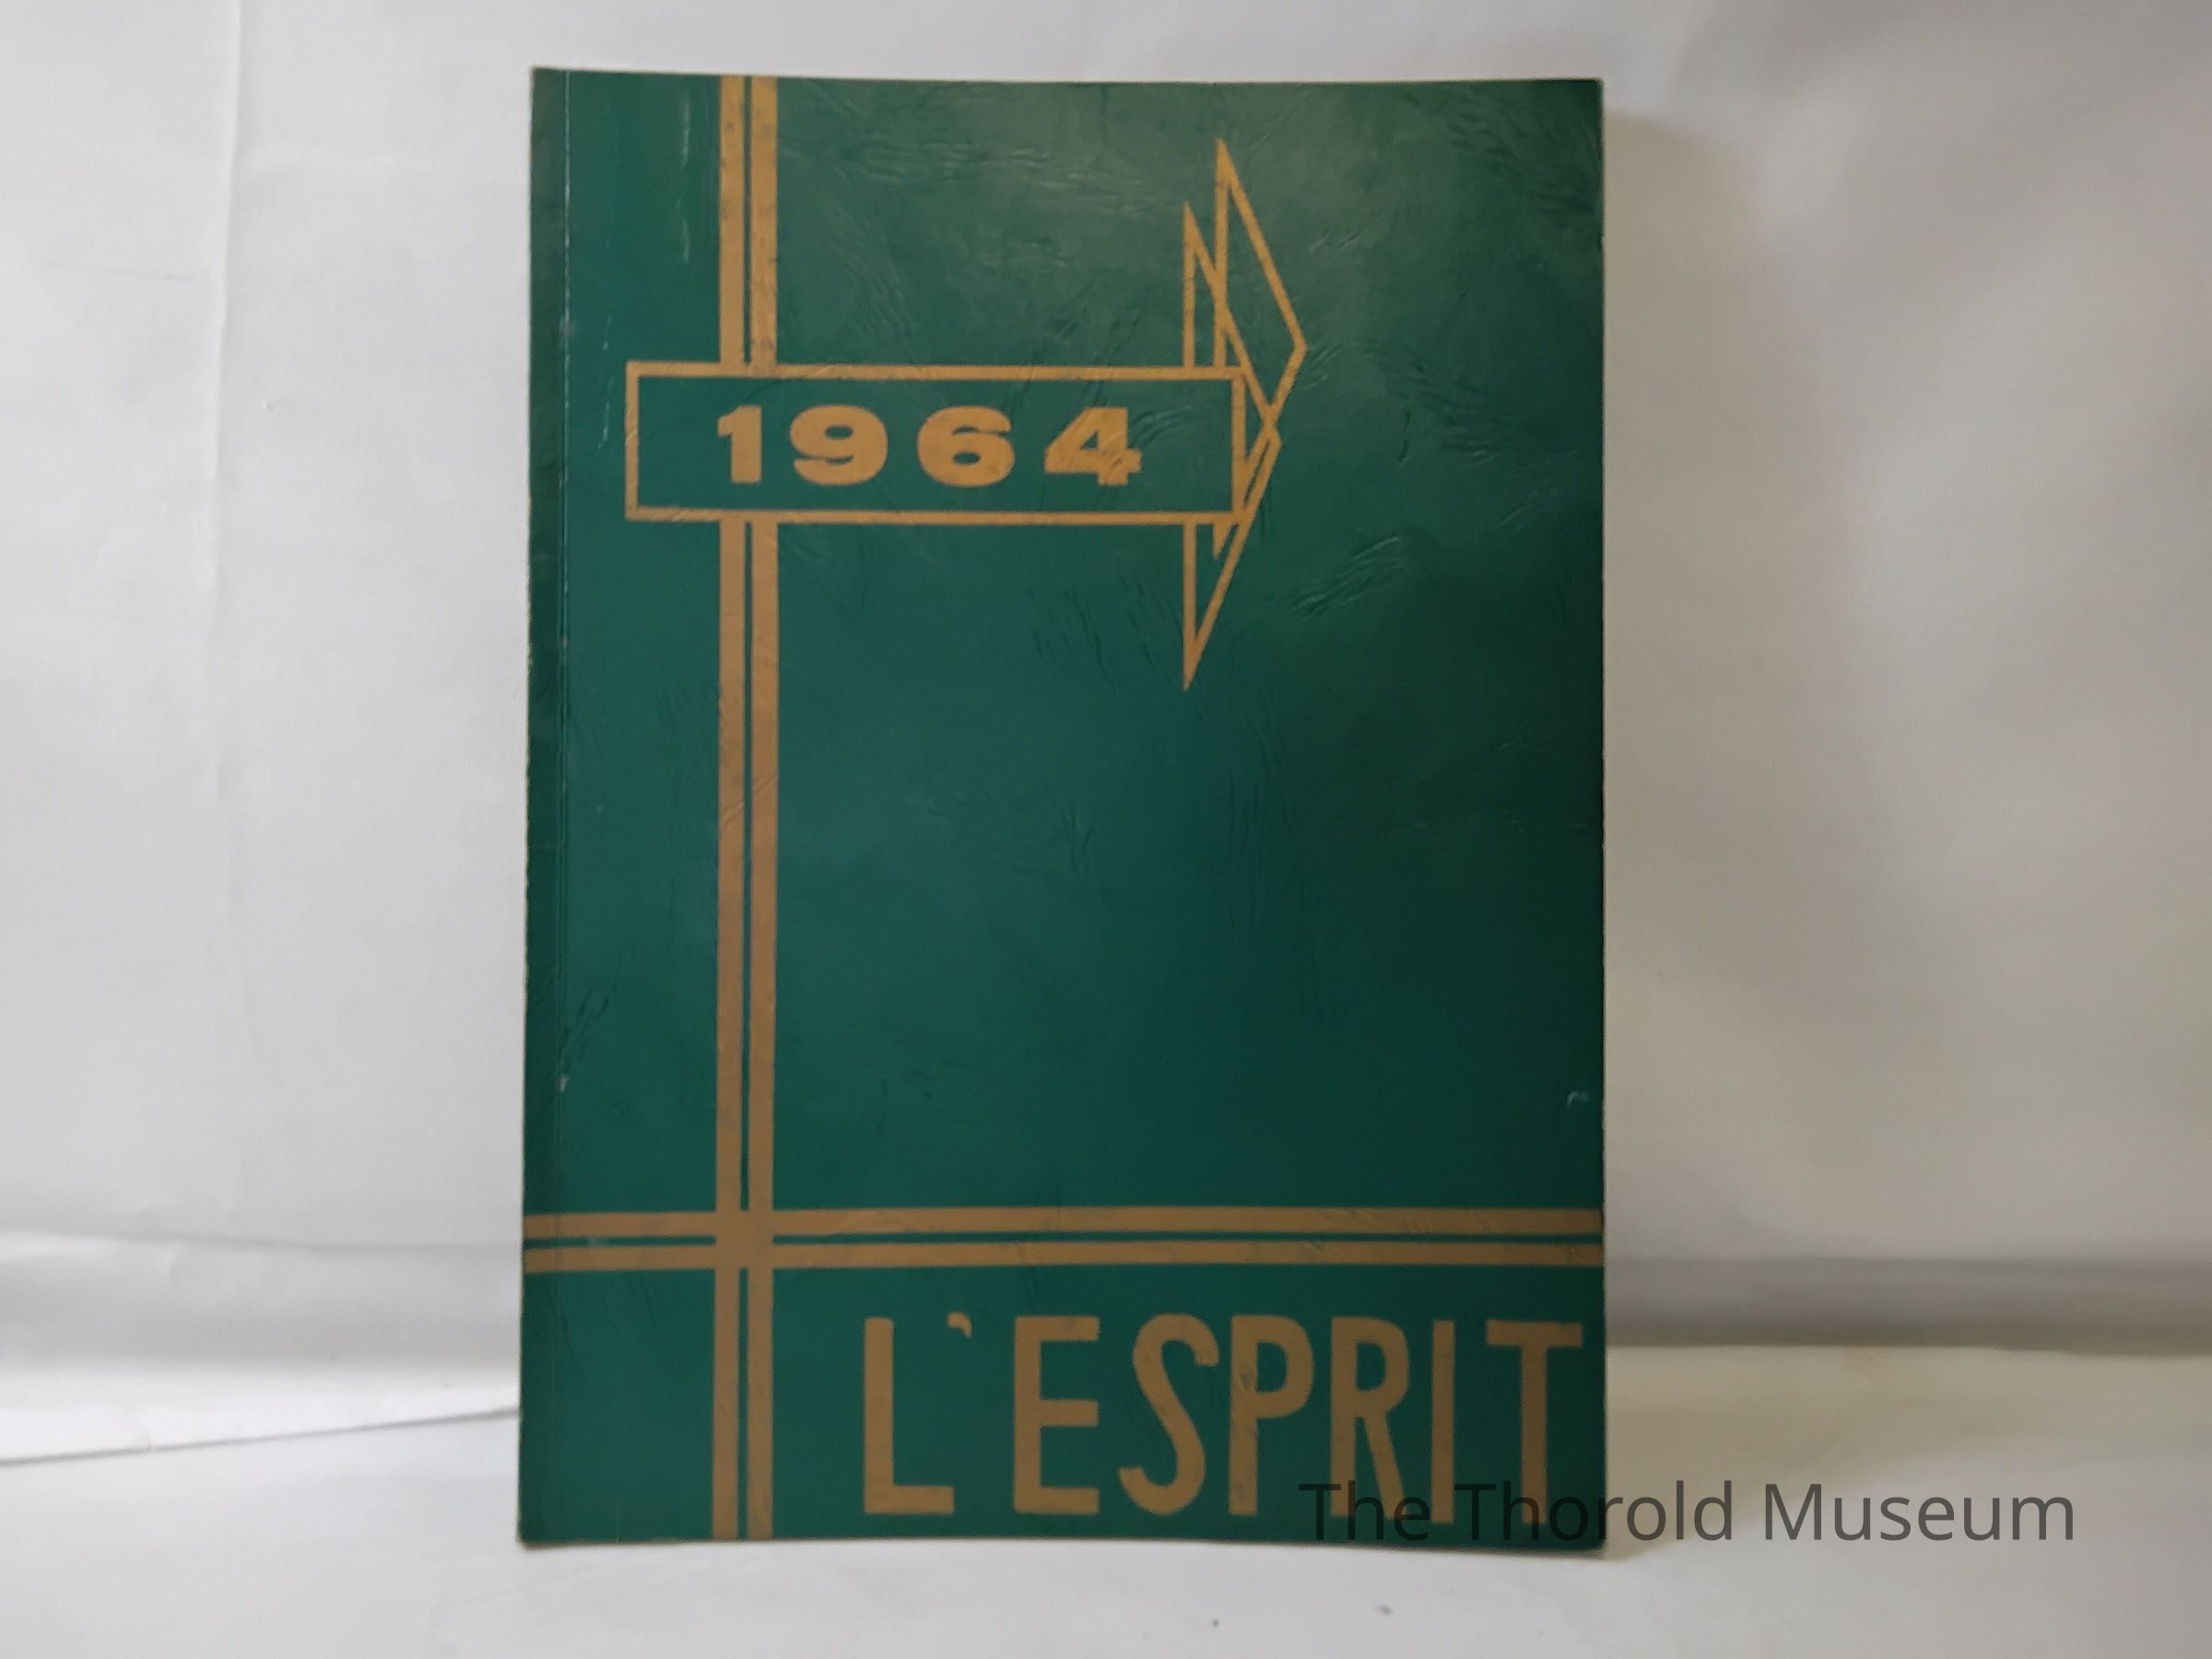 1964
L'ESPRIT
The Thorold Museum